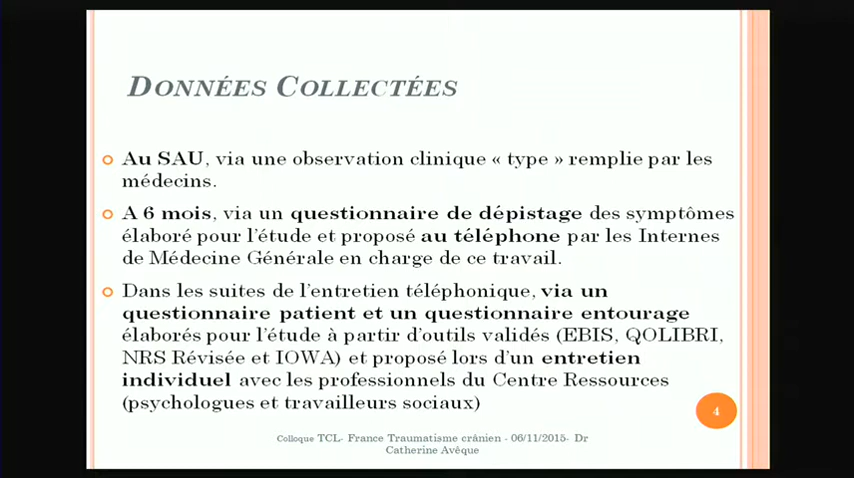 DONNÉES COLLECTÉES
Au SAU, via une observation clinique « type » remplie par les
médecins.
A 6 mois, via un questionnaire de dépistage des symptômes
élaboré pour l'étude et proposé au téléphone par les Internes
de Médecine Générale en charge de ce travail.
Dans les suites de l'entretien téléphonique, via un
questionnaire patient et un questionnaire entourage
élaborés pour l'étude à partir d'outils validés (EBIS, QOLIBRI,
NRS Révisée et IOWA) et proposé lors d'un entretien
individuel avec les professionnels du Centre Ressources
(psychologues et travailleurs sociaux)
4
Colloque TCL- France Traumatisme crânien - 06/11/2015- Dr
Catherine Avêque